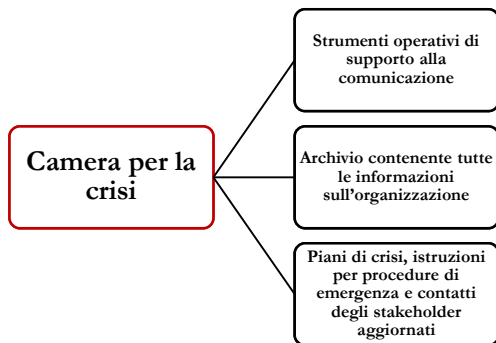 Camera per la
crisi
Strumenti operativi di
supporto alla
comunicazione
Archivio contenente tutte
le informazioni
sull'organizzazione
Piani di crisi, istruzioni
per procedure di
emergenza e contatti
degli stakeholder
aggiornati